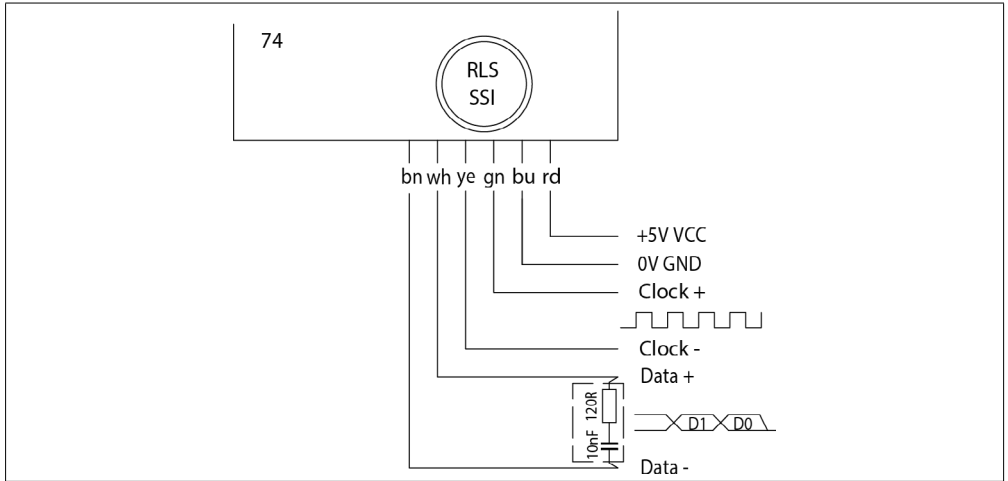 74
RLS
SSI
bn wh ye gn bu rd
+5V VCC
0V GND
Clock +
Clock -
Data +
10nF 120R
D1 D0
Data -